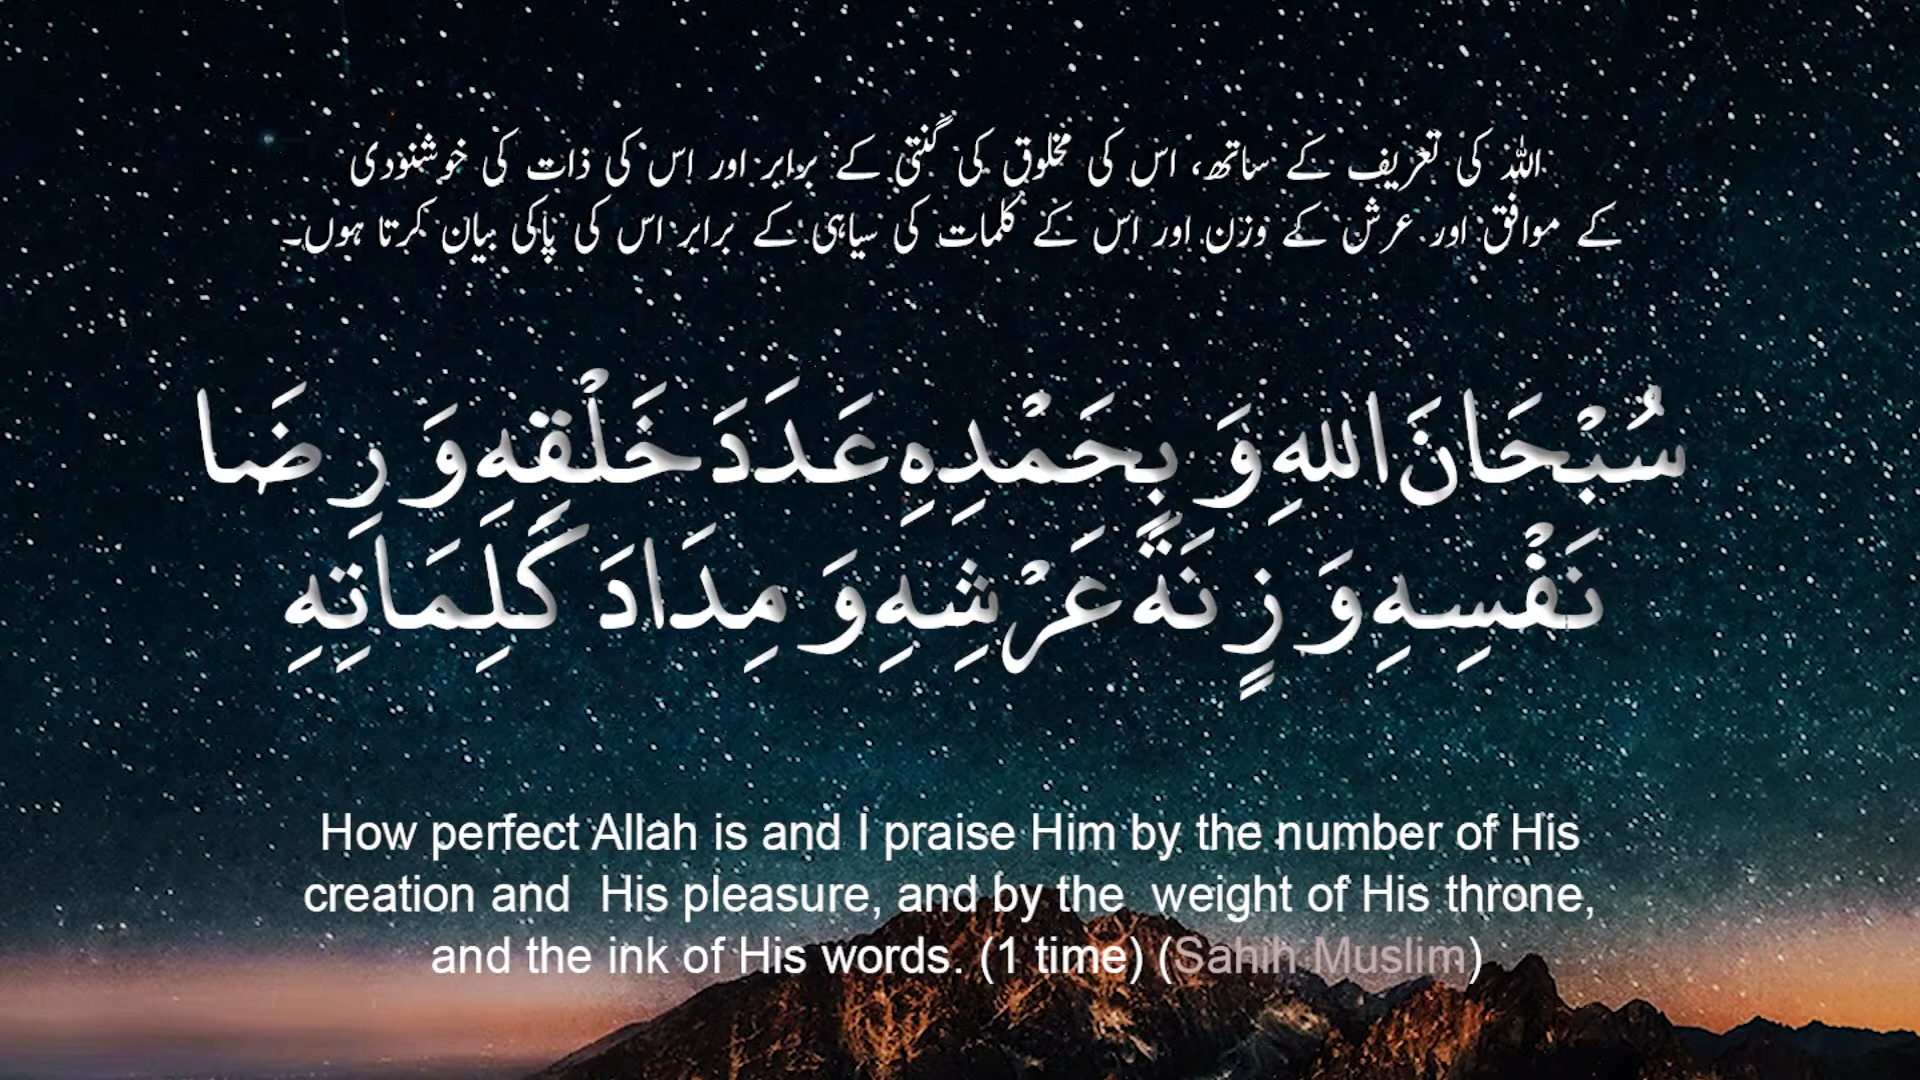 اللہ کی تعریف کے ساتھ، اس کی مخلوق کی گنتی کے برابر اور اس کی ذات کی خوشنودی
کے موافق اور عرش کے وزن اور اس کے کلمات کی سیاہی کے برابر اس کی پاکی بیان کرتا ہوں۔
سُبْحَانَ اللهِ وَ بِحَمْدِهِ عَدَدَ خَلْقِهِ وَ رِضَا
نَفْسِهِ وَ زِنَةَ عَرْشِهِ وَ مِدَادَ كَلِمَاتِهِ
How perfect Allah is and I praise Him by the number of His
creation and His pleasure, and by the weight of His throne,
and the ink of His words. (1 time) (Sahih Muslim)